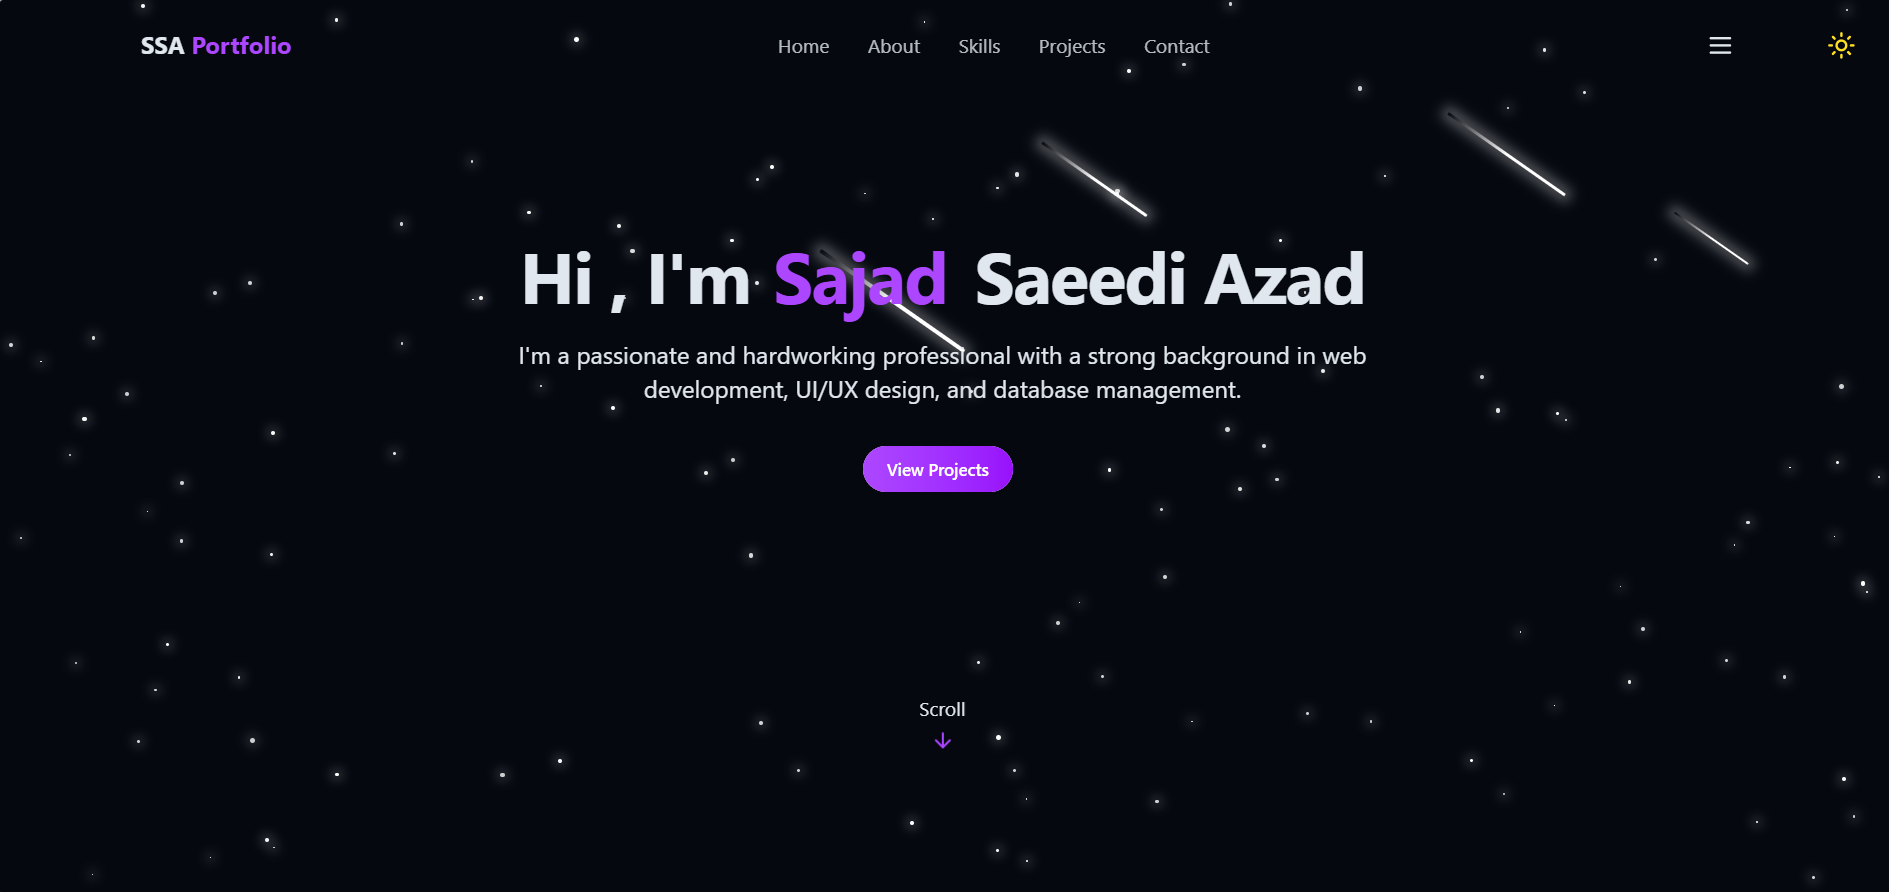 SSA Portfolio
Home
About
Skills
Projects
Contact
Hi , I'm Sajad Saeedi Azad
I'm a passionate and hardworking professional with a strong background in web
development, UI/UX design, and database management.
View Projects
Scroll